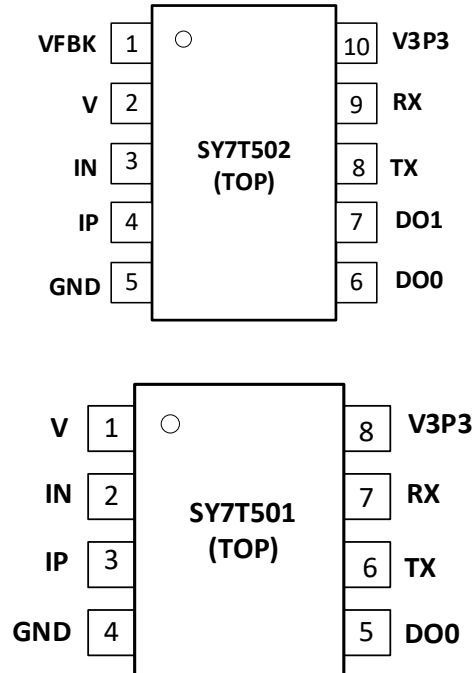 VFBK 1 10 V3P3
V 2 9 RX
SY7T502
IN 3 8 TX
(TOP)
IP 4 7 DO1
GND 5 6 DO0
V 1 8 V3P3
IN 2 7 RX
SY7T501
(TOP)
IP 3 6 TX
GND 4 5 DO0